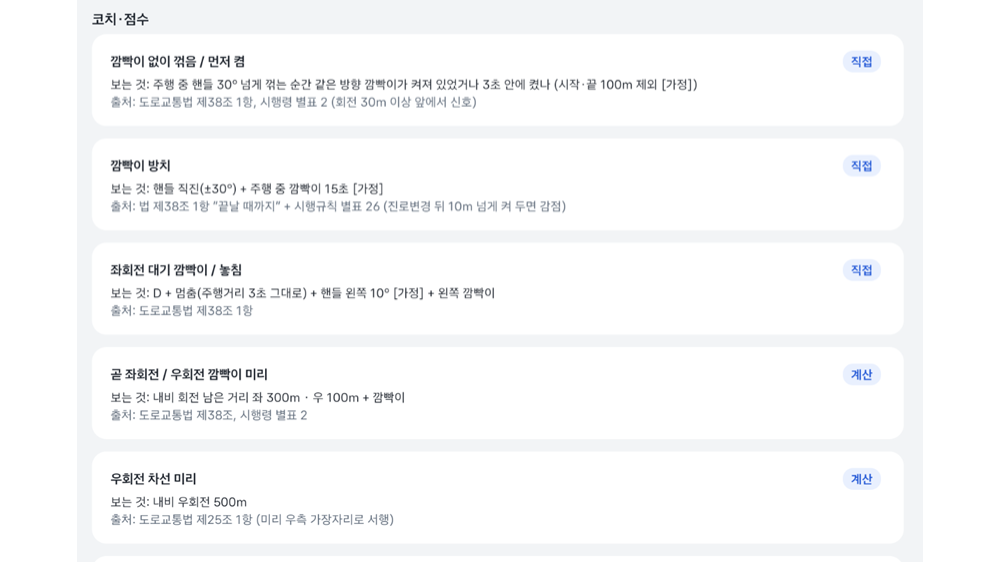 코치·점수
깜빡이 없이 꺾음 / 먼저 켬
직접
보는 것: 주행 중 핸들 30° 넘게 꺾는 순간 같은 방향 깜빡이가 켜져 있었거나 3초 안에 켰나 (시작·끝 100m 제외 [가정])
출처: 도로교통법 제38조 1항, 시행령 별표 2 (회전 30m 이상 앞에서 신호)
깜빡이 방치
직접
보는 것: 핸들 직진(±30°) + 주행 중 깜빡이 15초 [가정]
출처: 법 제38조 1항 “끝날 때까지” + 시행규칙 별표 26 (진로변경 뒤 10m 넘게 켜 두면 감점)
좌회전 대기 깜빡이 / 놓침
직접
보는 것: D + 멈춤(주행거리 3초 그대로) + 핸들 왼쪽 10° [가정] + 왼쪽 깜빡이
출처: 도로교통법 제38조 1항
곧 좌회전 / 우회전 깜빡이 미리
계산
보는 것: 내비 회전 남은 거리 좌 300m · 우 100m + 깜빡이
출처: 도로교통법 제38조, 시행령 별표 2
우회전 차선 미리
계산
보는 것: 내비 우회전 500m
출처: 도로교통법 제25조 1항 (미리 우측 가장자리로 서행)